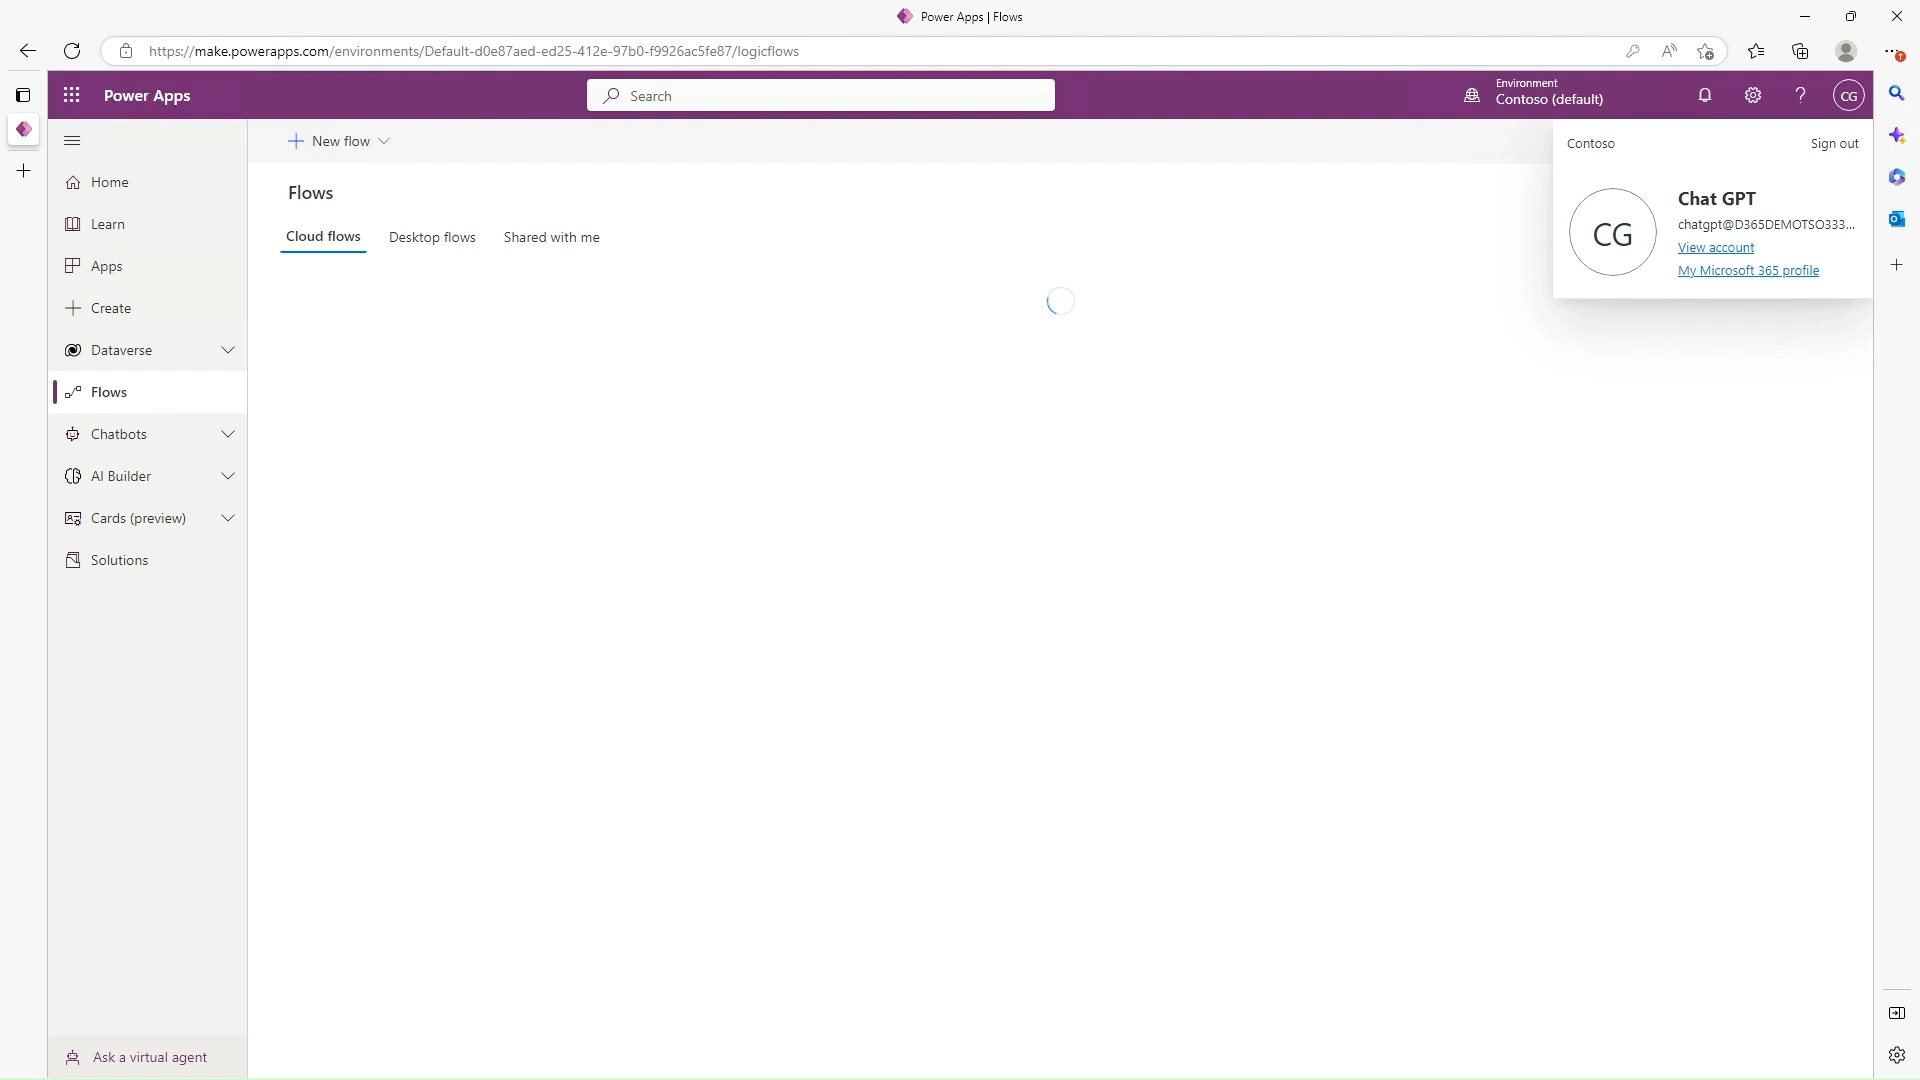 Power Apps | Flows
https://make.powerapps.com/environments/Default-d0e87aed-ed25-412e-97b0-f9926ac5fe87/logicflows
Power Apps
Search
Environment
Contoso (default)
CG
New flow
Contoso
Sign out
Home
Learn
Apps
Create
Dataverse
Flows
Chatbots
AI Builder
Cards (preview)
Solutions
Flows
Cloud flows
Desktop flows
Shared with me
CG
Chat GPT
chatgpt@D365DEMOTSO333...
View account
My Microsoft 365 profile
Ask a virtual agent